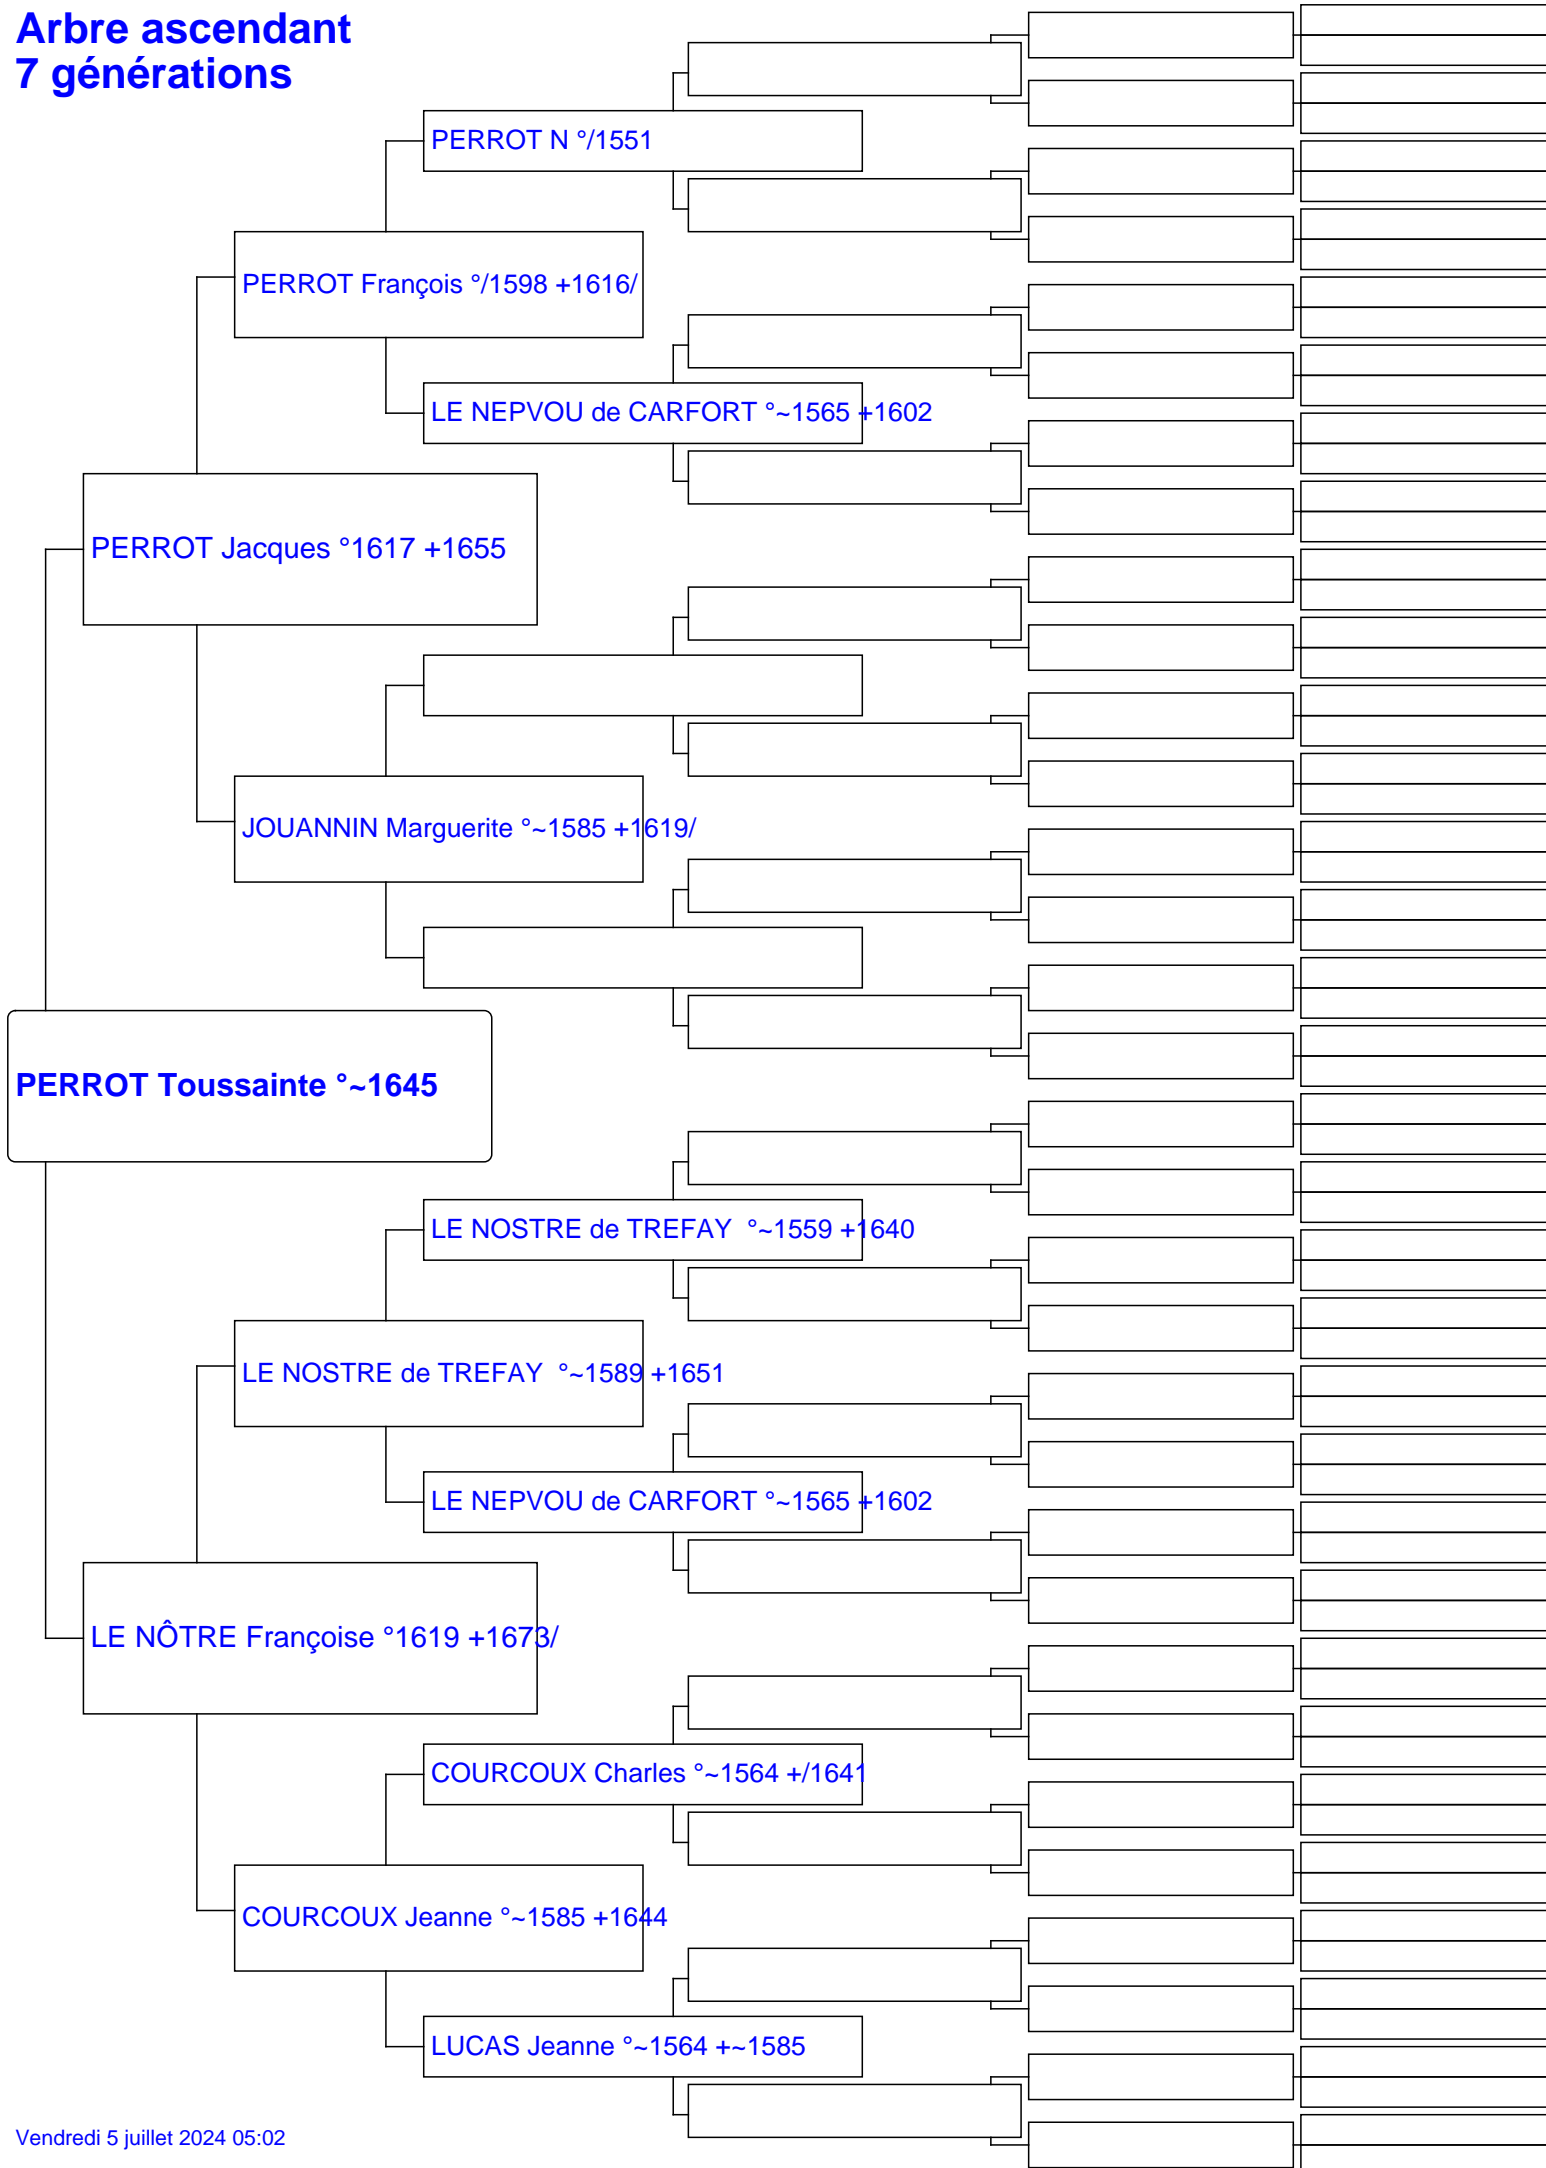 Arbre ascendant
7 générations
PERROT N °/1551
PERROT François °/1598 +1616/
LE NEPVOU de CARFORT °~1565 +1602
PERROT Jacques °1617 +1655
JOUANNIN Marguerite °~1585 +1619/
PERROT Toussainte °~1645
LE NOSTRE de TREFAY  °~1559 +1640
LE NOSTRE de TREFAY  °~1589 +1651
LE NEPVOU de CARFORT °~1565 +1602
LE NÔTRE Françoise °1619 +1673/
COURCOUX Charles °~1564 +/1641
COURCOUX Jeanne °~1585 +1644
LUCAS Jeanne °~1564 +~1585
Vendredi 5 juillet 2024 05:02